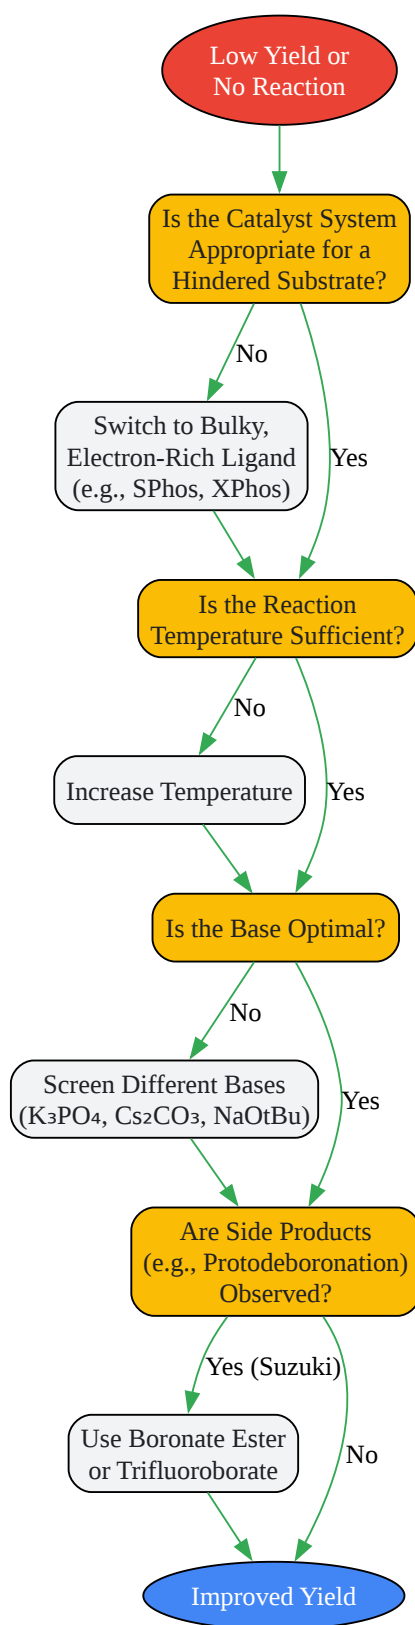 Low Yield or
No Reaction
Is the Catalyst System
Appropriate for a
Hindered Substrate?
No
Switch to Bulky,
Electron-Rich Ligand
(e.g., SPhos, XPhos)
Yes
Is the Reaction
Temperature Sufficient?
No
Increase Temperature
Yes
Is the Base Optimal?
No
Screen Different Bases
(K₃PO₄, Cs₂CO₃, NaOtBu)
Yes
Are Side Products
(e.g., Protodeboronation)
Observed?
Yes (Suzuki)
Use Boronate Ester
or Trifluoroborate
No
Improved Yield